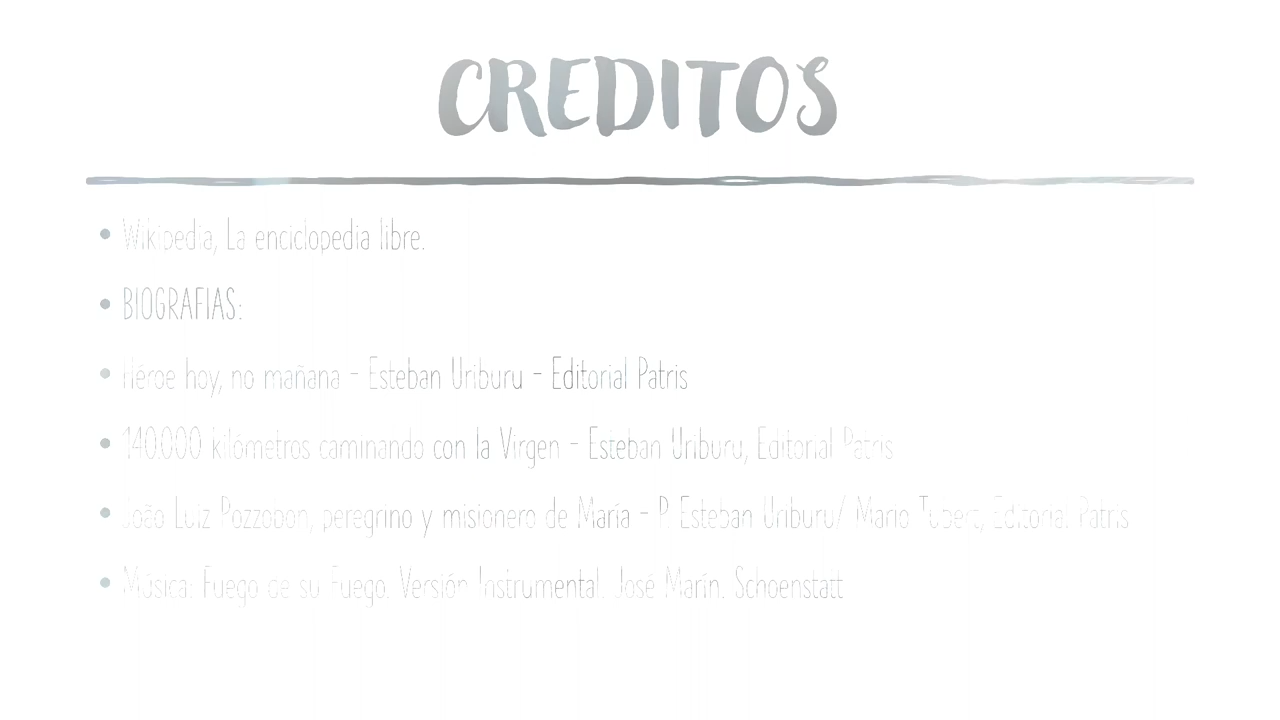 CREDITOS
• Wikipedia, La enciclopedia libre.
• BIOGRAFIAS:
• Héroe hoy, no mañana - Esteban Uriburu - Editorial Patris
• 140.000 kilómetros caminando con la Virgen - Esteban Uriburu, Editorial Patris
• João Luiz Pozzobon, peregrino y misionero de María - P. Esteban Uriburu/ Mario Tubert, Editorial Patris
• Música: Fuego de su Fuego. Versión Instrumental. José Marín. Schoenstatt